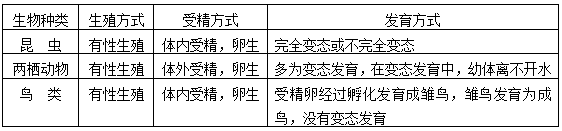 生物种类 生殖方式 受精方式 发育方式
昆 虫 有性生殖 体内受精，卵生 完全变态或不完全变态
两栖动物 有性生殖 体外受精，卵生 多为变态发育，在变态发育中，幼体离不开水
鸟 类 有性生殖 体内受精，卵生 受精卵经过孵化发育成雏鸟，雏鸟发育为成
鸟，没有变态发育